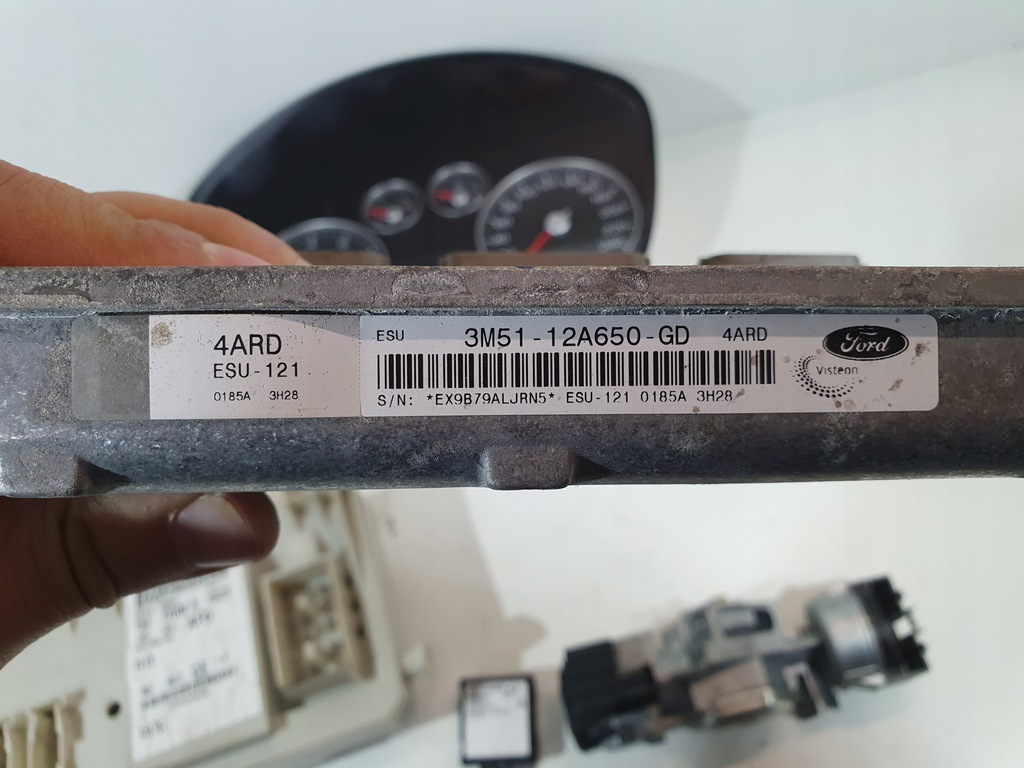 4ARD
ESU-121
0185A 3H28
ESU 3M51-12A650-GD 4ARD
S/N: *EX9B79ALJRN5* ESU-121 0185A 3H28
Ford
Visteon